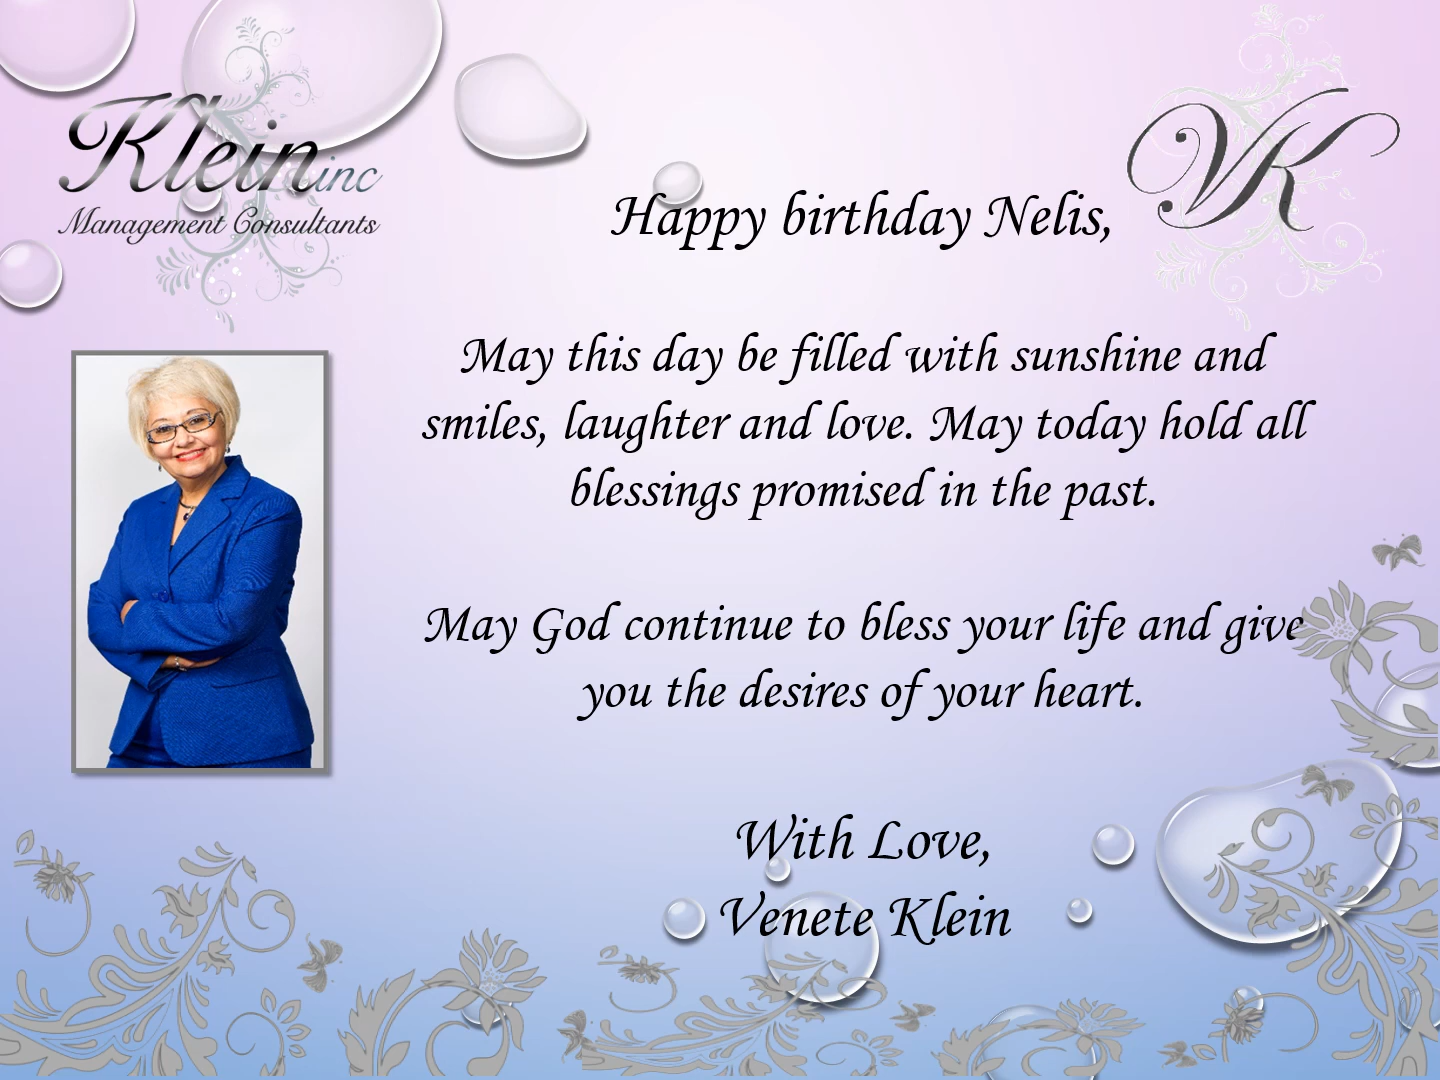 Klein inc
Management Consultants
VK
Happy birthday Nelis,
May this day be filled with sunshine and
smiles, laughter and love. May today hold all
blessings promised in the past.
May God continue to bless your life and give
you the desires of your heart.
With Love,
Venete Klein